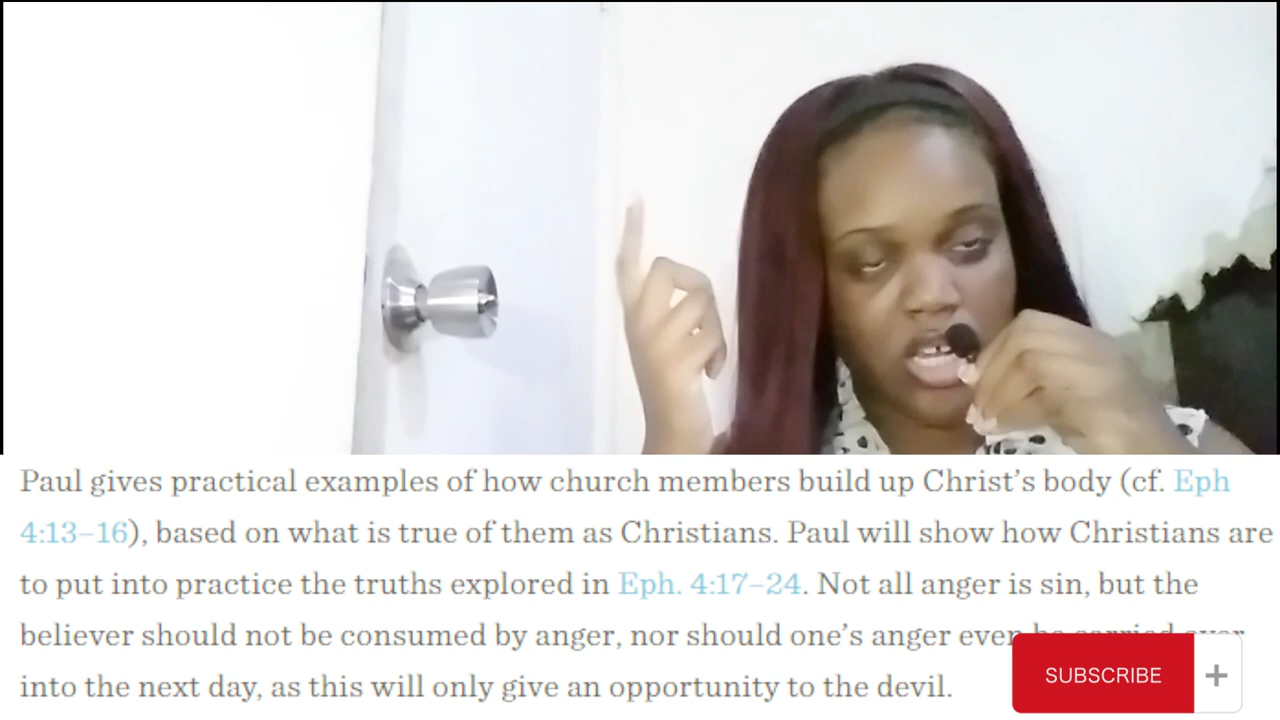 Paul gives practical examples of how church members build up Christ’s body (cf. Eph
4:13–16), based on what is true of them as Christians. Paul will show how Christians are
to put into practice the truths explored in Eph. 4:17–24. Not all anger is sin, but the
believer should not be consumed by anger, nor should one’s anger even be carried over
into the next day, as this will only give an opportunity to the devil.
SUBSCRIBE +